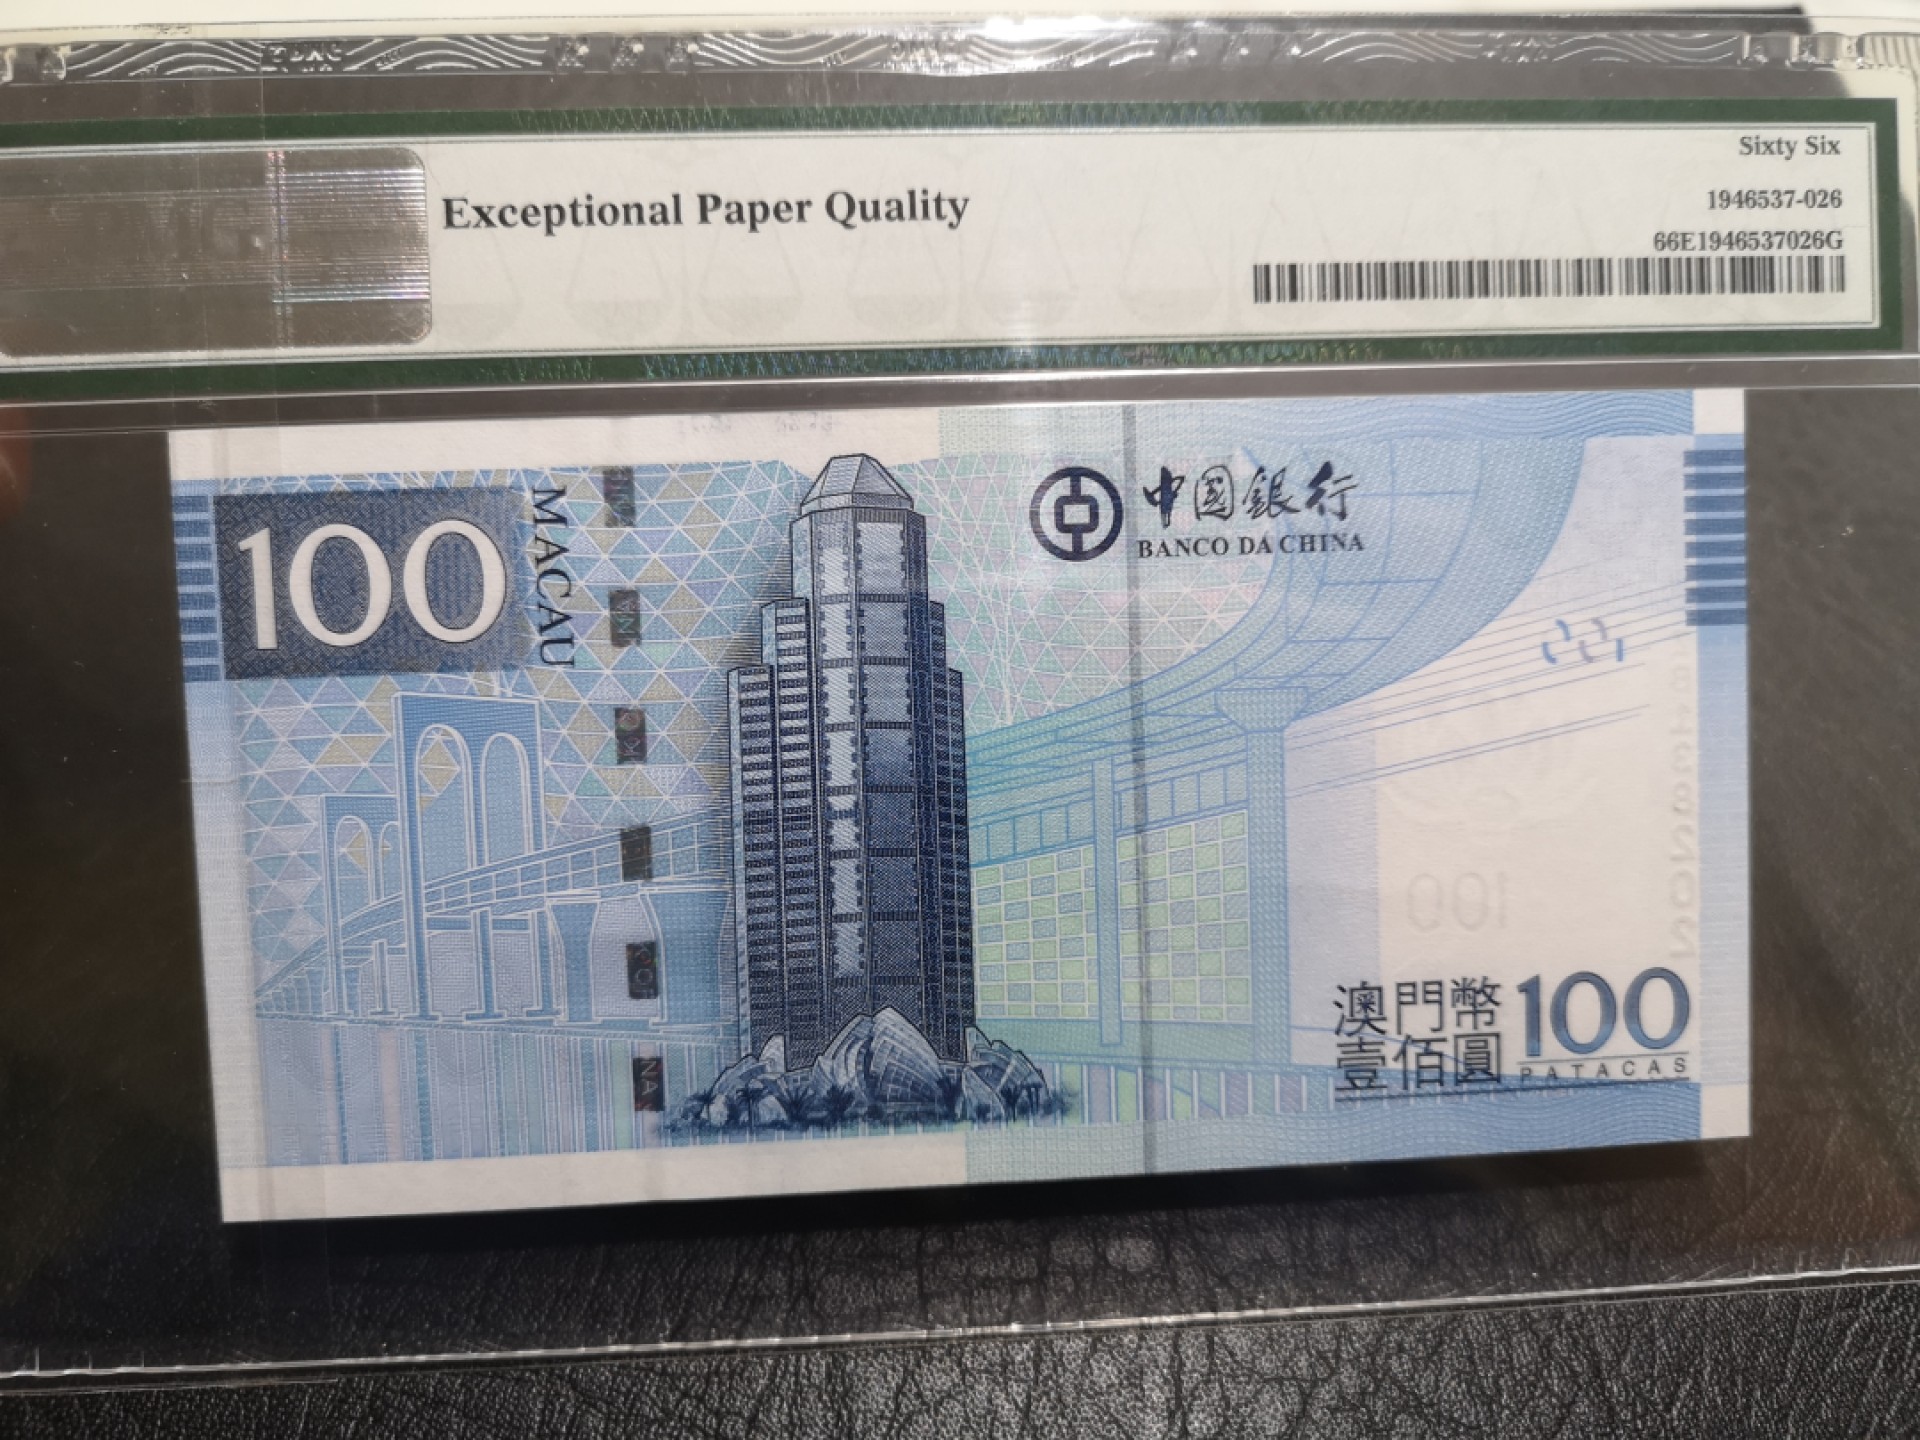 Sixty Six
Exceptional Paper Quality
1946537-026
66E1946537026G
100
MACAU
中国銀行
BANCO DA CHINA
100
澳門幣
壹佰圓
100
PATACAS